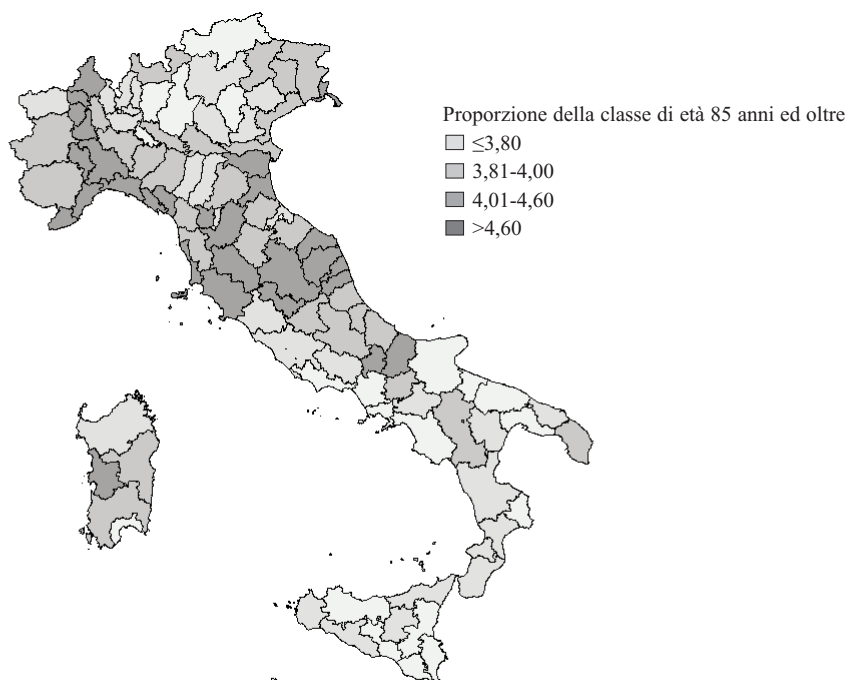 Proporzione della classe di età 85 anni ed oltre
≤3,80
3,81-4,00
4,01-4,60
>4,60